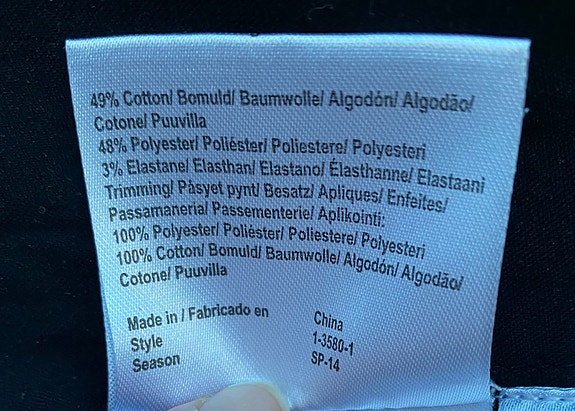 49% Cotton/ Bomuld/ Baumwolle/ Algodón/ Algodão/
Cotone/ Puuvilla
48% Polyester/ Poliéster/ Poliestere/ Polyesteri
3% Elastane/ Elasthan/ Elastano/ Élasthanne/ Elastaani
Trimming/ Påsyet pynt/ Besatz/ Apliques/ Enfeites/
Passamaneria/ Passementerie/ Aplikointi:
100% Polyester/ Poliéster/ Poliestere/ Polyesteri
100% Cotton/ Bomuld/ Baumwolle/ Algodón/ Algodão/
Cotone/ Puuvilla
Made in / Fabricado en China
Style 1-3580-1
Season SP-14